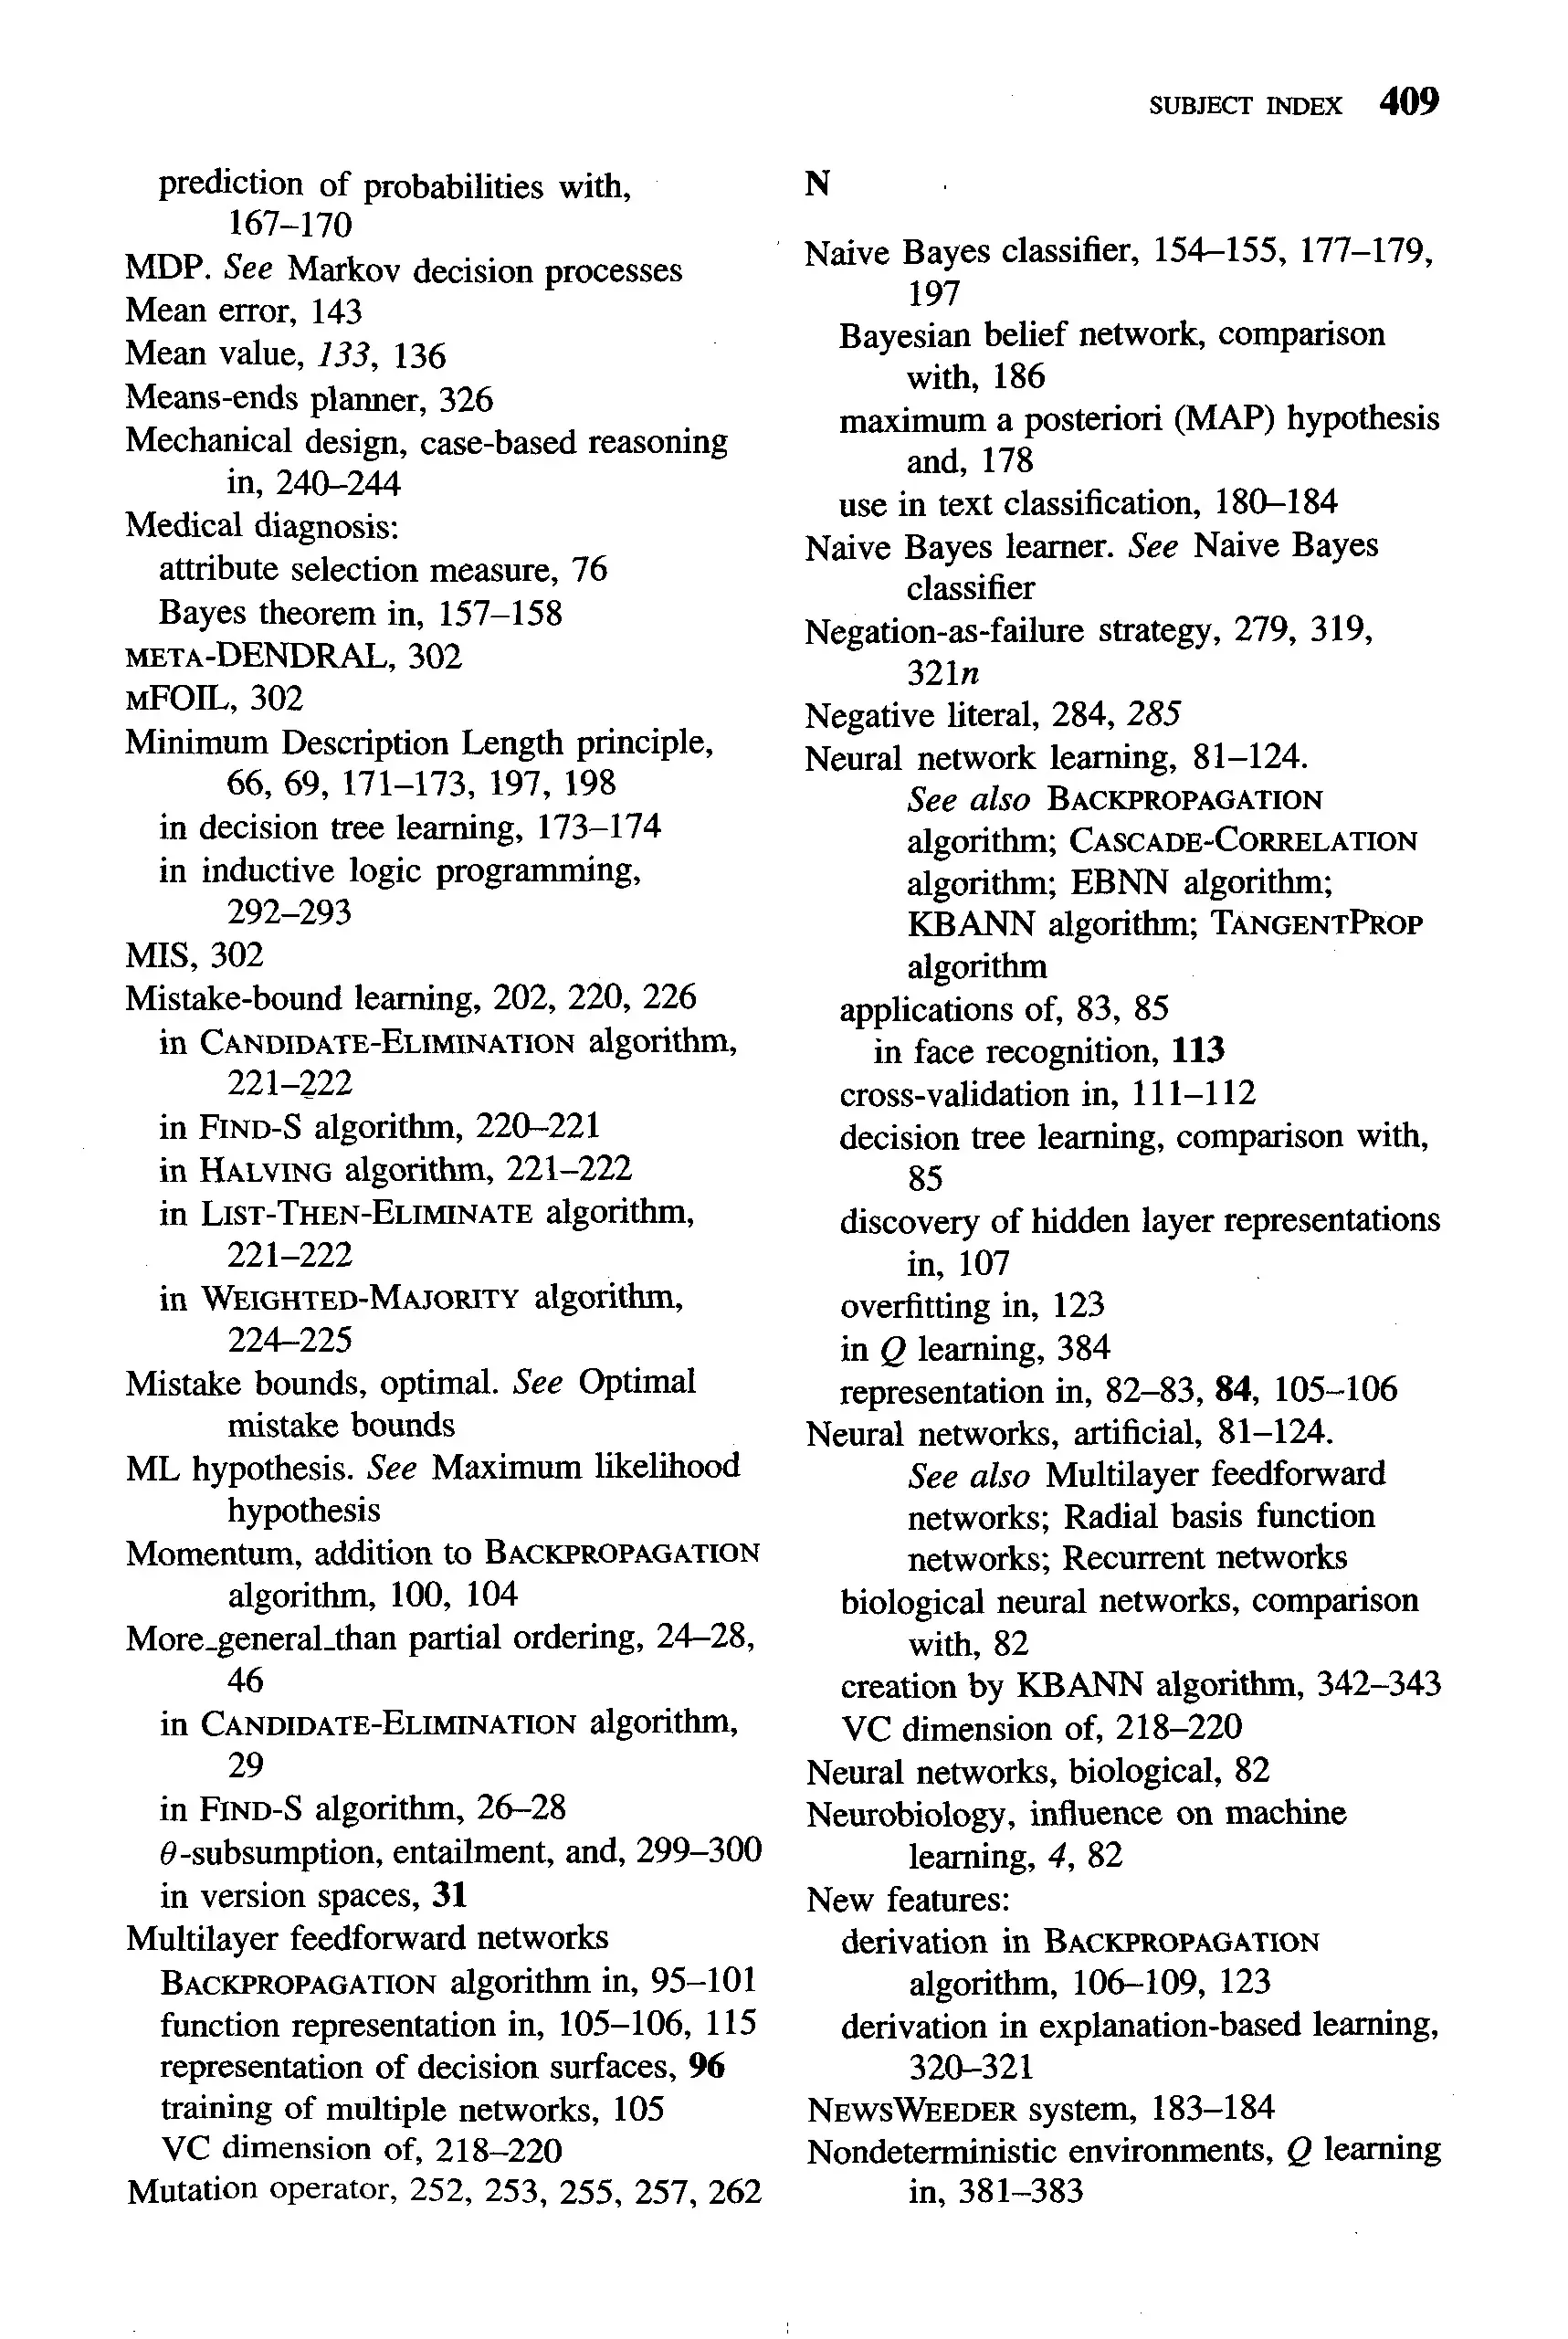 SUBJECT INDEX 409
prediction of probabilities with,
167–170
MDP. See Markov decision processes
Mean error, 143
Mean value, 133, 136
Means-ends planner, 326
Mechanical design, case-based reasoning
in, 240–244
Medical diagnosis:
attribute selection measure, 76
Bayes theorem in, 157–158
META-DENDRAL, 302
MFOIL, 302
Minimum Description Length principle,
66, 69, 171–173, 197, 198
in decision tree learning, 173–174
in inductive logic programming,
292–293
MIS, 302
Mistake-bound learning, 202, 220, 226
in CANDIDATE-ELIMINATION algorithm,
221–222
in FIND-S algorithm, 220–221
in HALVING algorithm, 221–222
in LIST-THEN-ELIMINATE algorithm,
221–222
in WEIGHTED-MAJORITY algorithm,
224–225
Mistake bounds, optimal. See Optimal
mistake bounds
ML hypothesis. See Maximum likelihood
hypothesis
Momentum, addition to BACKPROPAGATION
algorithm, 100, 104
More_general_than partial ordering, 24–28,
46
in CANDIDATE-ELIMINATION algorithm,
29
in FIND-S algorithm, 26–28
θ-subsumption, entailment, and, 299–300
in version spaces, 31
Multilayer feedforward networks
BACKPROPAGATION algorithm in, 95–101
function representation in, 105–106, 115
representation of decision surfaces, 96
training of multiple networks, 105
VC dimension of, 218–220
Mutation operator, 252, 253, 255, 257, 262
N
Naive Bayes classifier, 154–155, 177–179,
197
Bayesian belief network, comparison
with, 186
maximum a posteriori (MAP) hypothesis
and, 178
use in text classification, 180–184
Naive Bayes learner. See Naive Bayes
classifier
Negation-as-failure strategy, 279, 319,
321n
Negative literal, 284, 285
Neural network learning, 81–124.
See also BACKPROPAGATION
algorithm; CASCADE-CORRELATION
algorithm; EBNN algorithm;
KBANN algorithm; TANGENTPROP
algorithm
applications of, 83, 85
in face recognition, 113
cross-validation in, 111–112
decision tree learning, comparison with,
85
discovery of hidden layer representations
in, 107
overfitting in, 123
in Q learning, 384
representation in, 82–83, 84, 105–106
Neural networks, artificial, 81–124.
See also Multilayer feedforward
networks; Radial basis function
networks; Recurrent networks
biological neural networks, comparison
with, 82
creation by KBANN algorithm, 342–343
VC dimension of, 218–220
Neural networks, biological, 82
Neurobiology, influence on machine
learning, 4, 82
New features:
derivation in BACKPROPAGATION
algorithm, 106–109, 123
derivation in explanation-based learning,
320–321
NEWSWEEDER system, 183–184
Nondeterministic environments, Q learning
in, 381–383